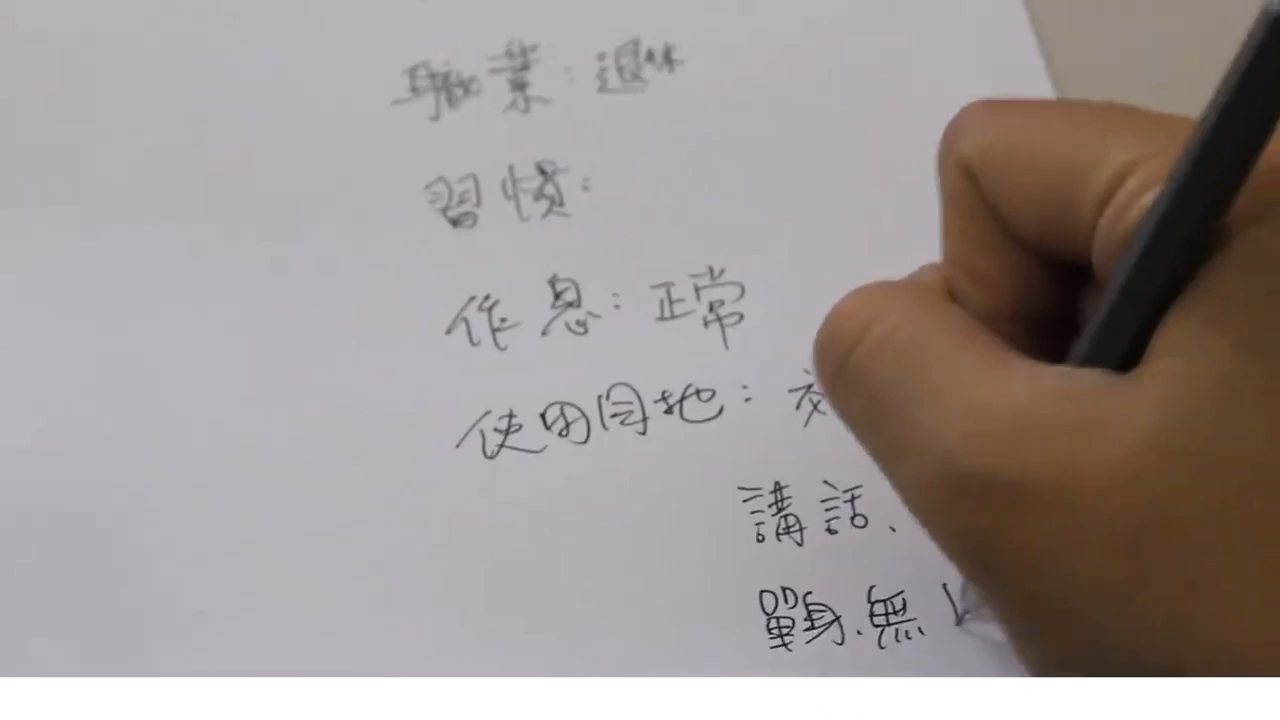 職業：退休
習慣：
作息：正常
使用目地：交
講話、
單身、無